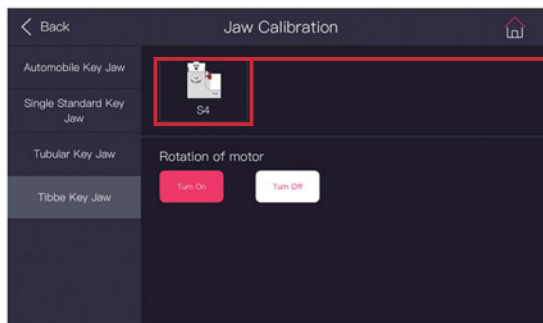 Back
Jaw Calibration
Automobile Key Jaw
Single Standard Key
Jaw
S4
Tubular Key Jaw
Rotation of motor
Tibbe Key Jaw
Turn On
Turn Off